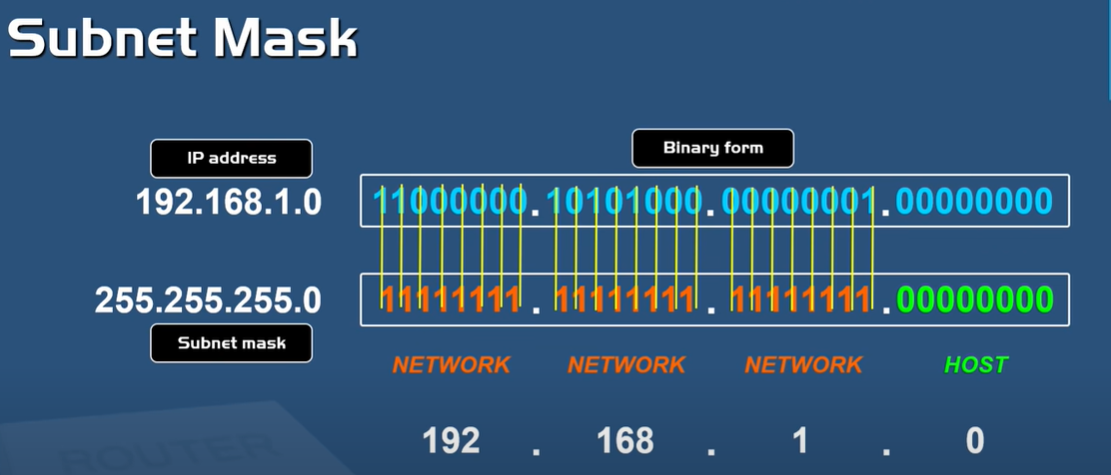 Subnet Mask
IP address
Binary form
192.168.1.0
11000000.10101000.00000001.00000000
255.255.255.0
11111111.11111111.11111111.00000000
Subnet mask
NETWORK NETWORK NETWORK HOST
192 . 168 . 1 . 0
ROUTER